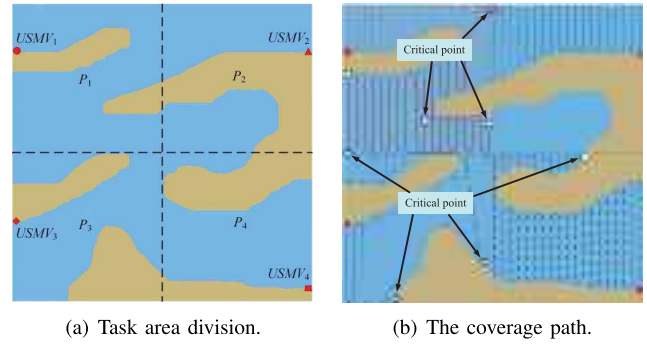 USMV₁
USMV₂
P₁
P₂
USMV₃
P₃
P₄
USMV₄
Critical point
Critical point
(a) Task area division.
(b) The coverage path.